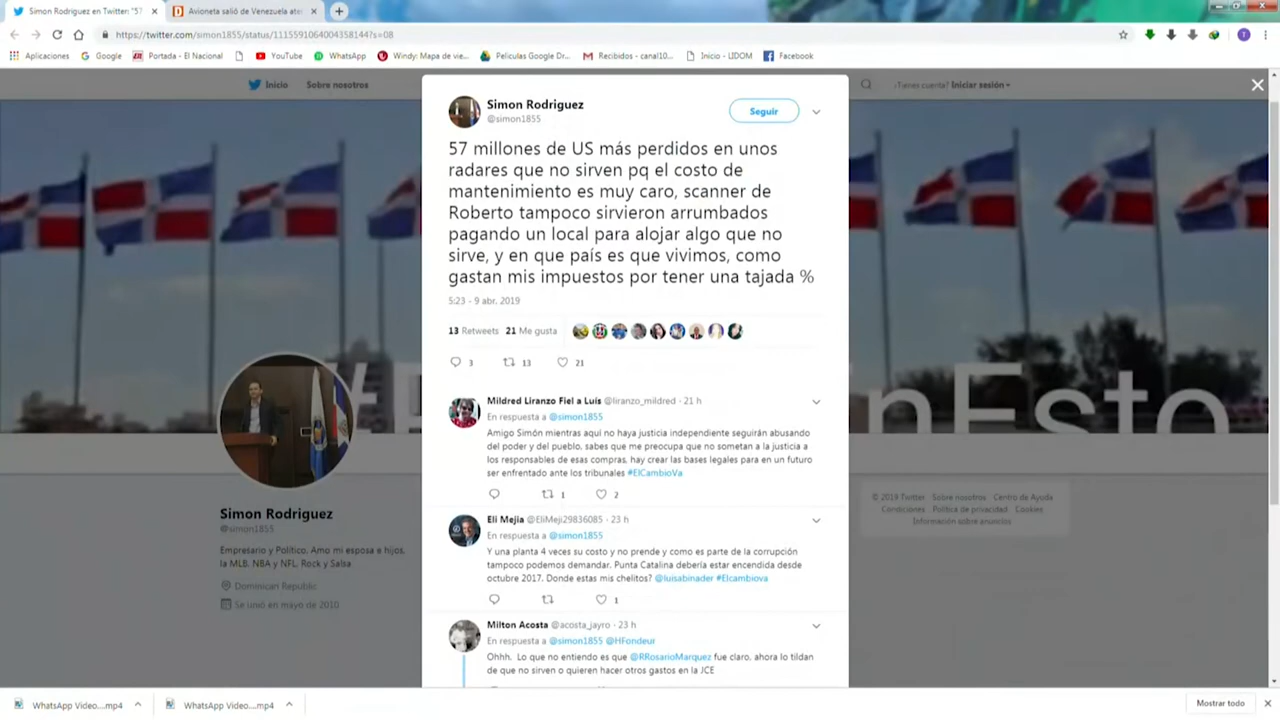 Simon Rodriguez en Twitter: "57
Avioneta salió de Venezuela ate
https://twitter.com/simon1855/status/1115591064004358144?s=08
Aplicaciones
Google
Portada - El Nacional
YouTube
WhatsApp
Windy: Mapa de vie...
Peliculas Google Dr...
Recibidos - canal10...
Inicio - LIDOM
Facebook
Inicio
Sobre nosotros
¿Tienes cuenta? Iniciar sesión
Simon Rodriguez
@simon1855
Seguir
57 millones de US más perdidos en unos
radares que no sirven pq el costo de
mantenimiento es muy caro, scanner de
Roberto tampoco sirvieron arrumbados
pagando un local para alojar algo que no
sirve, y en que país es que vivimos, como
gastan mis impuestos por tener una tajada %
5:23 - 9 abr. 2019
13 Retweets 21 Me gusta
3 13 21
Mildred Liranzo Fiel a Luís @liranzo_mildred · 21 h
En respuesta a @simon1855
Amigo Simón mientras aquí no haya justicia independiente seguirán abusando
del poder y del pueblo, sabes que me preocupa que no sometan a la justicia a
los responsables de esas compras, hay crear las bases legales para en un futuro
ser enfrentado ante los tribunales #ElCambioVa
1 2
Eli Mejia @EliMeji29836085 · 23 h
En respuesta a @simon1855
Y una planta 4 veces su costo y no prende y como es parte de la corrupción
tampoco podemos demandar. Punta Catalina debería estar encendida desde
octubre 2017. Donde estas mis chelitos? @luisabinader #Elcambiova
1
Milton Acosta @acosta_jayro · 23 h
En respuesta a @simon1855 @HFondeur
Ohhh. Lo que no entiendo es que @RRosarioMarquez fue claro, ahora lo tildan
de que no sirven o quieren hacer otros gastos en la JCE
Simon Rodriguez
@simon1855
Empresario y Político. Amo mi esposa e hijos,
la MLB, NBA y NFL, Rock y Salsa
Dominican Republic
Se unió en mayo de 2010
nEsto
© 2019 Twitter Sobre nosotros Centro de Ayuda
Condiciones Política de privacidad Cookies
Información sobre anuncios
WhatsApp Video....mp4
WhatsApp Video....mp4
Mostrar todo